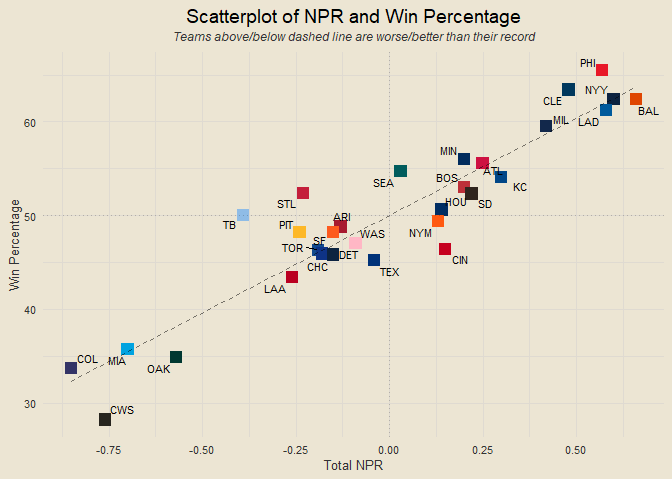 Scatterplot of NPR and Win Percentage
Teams above/below dashed line are worse/better than their record
PHI
CLE
NYY
BAL
LAD
MIL
60
MIN
ATL
SEA
BOS
KC
STL
HOU
SD
TB
50
PIT
ARI
SF
WAS
NYM
TOR
DET
CHC
CIN
TEX
LAA
40
COL
MIA
OAK
CWS
30
Win Percentage
-0.75
-0.50
-0.25
0.00
0.25
0.50
Total NPR